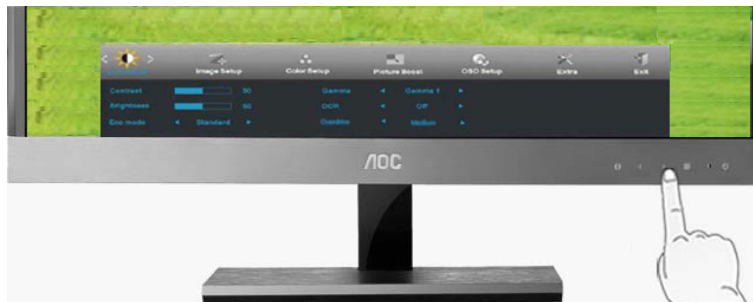 Luminance
Image Setup
Color Setup
Picture Boost
OSD Setup
Extra
Exit
Contrast 50 Gamma Gamma 1
Brightness 50 DCR Off
Eco mode Standard Overdrive Medium
AOC